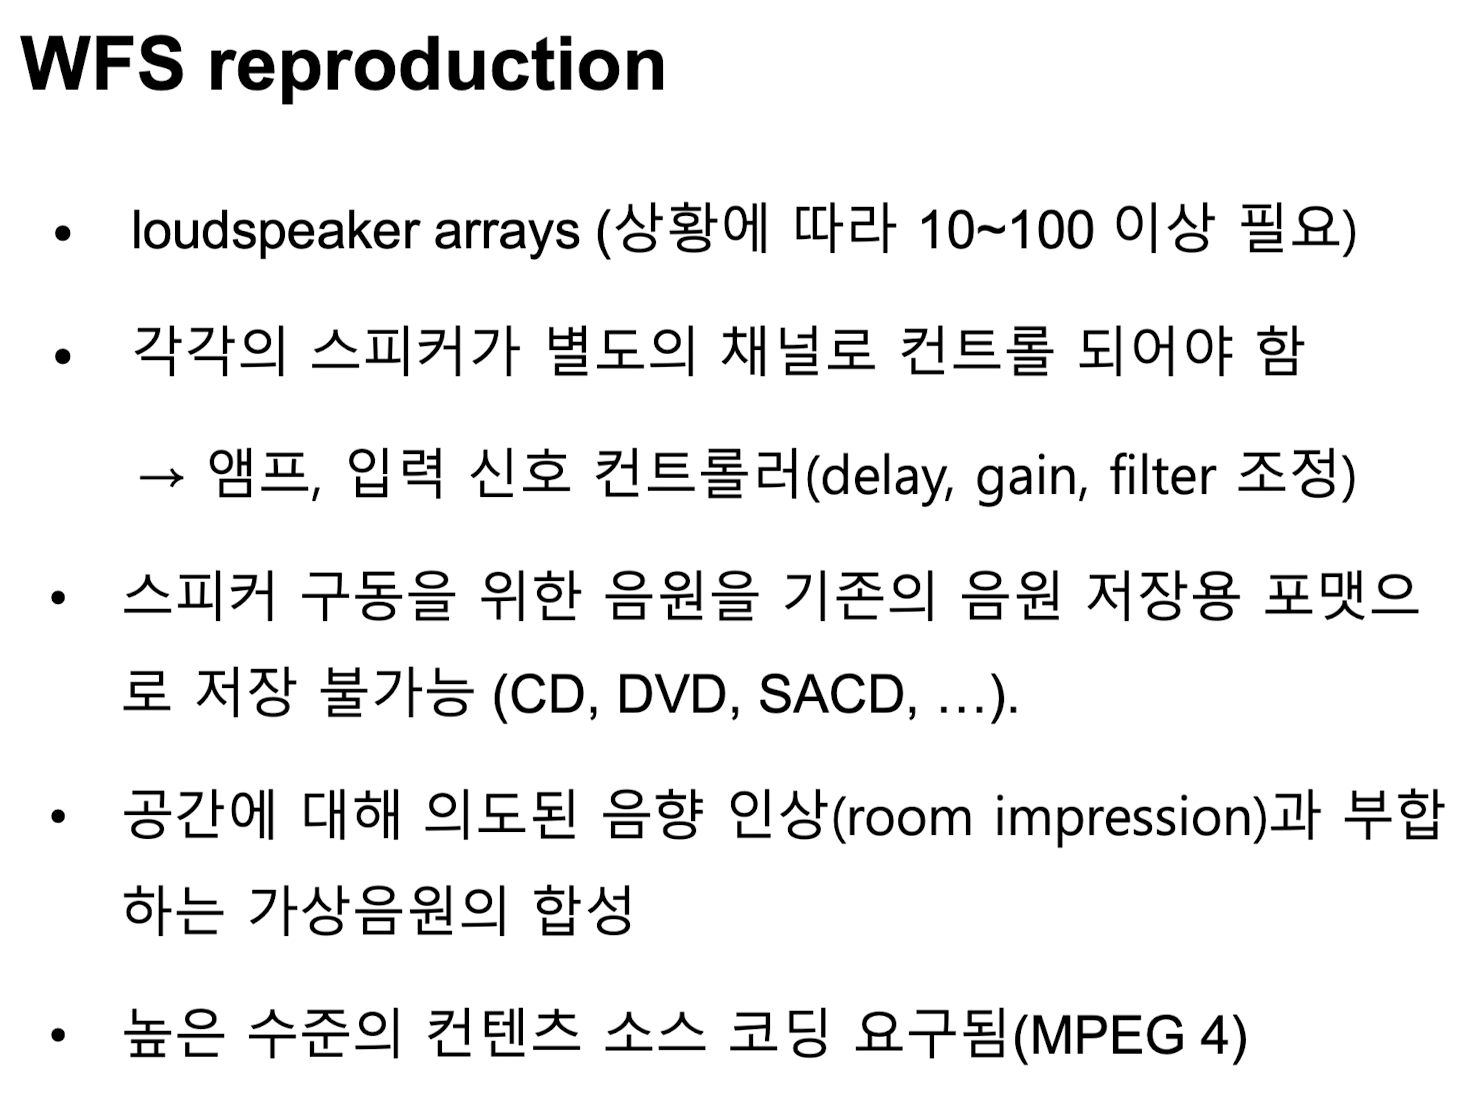 WFS reproduction
• loudspeaker arrays (상황에 따라 10~100 이상 필요)
• 각각의 스피커가 별도의 채널로 컨트롤 되어야 함
→ 앰프, 입력 신호 컨트롤러(delay, gain, filter 조정)
• 스피커 구동을 위한 음원을 기존의 음원 저장용 포맷으
로 저장 불가능 (CD, DVD, SACD, …).
• 공간에 대해 의도된 음향 인상(room impression)과 부합
하는 가상음원의 합성
• 높은 수준의 컨텐츠 소스 코딩 요구됨(MPEG 4)